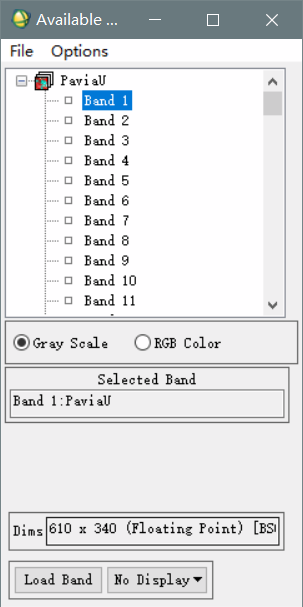 Available ...
File Options
PaviaU
Band 1
Band 2
Band 3
Band 4
Band 5
Band 6
Band 7
Band 8
Band 9
Band 10
Band 11
Gray Scale RGB Color
Selected Band
Band 1:PaviaU
Dims 610 x 340 (Floating Point) [BS
Load Band No Display